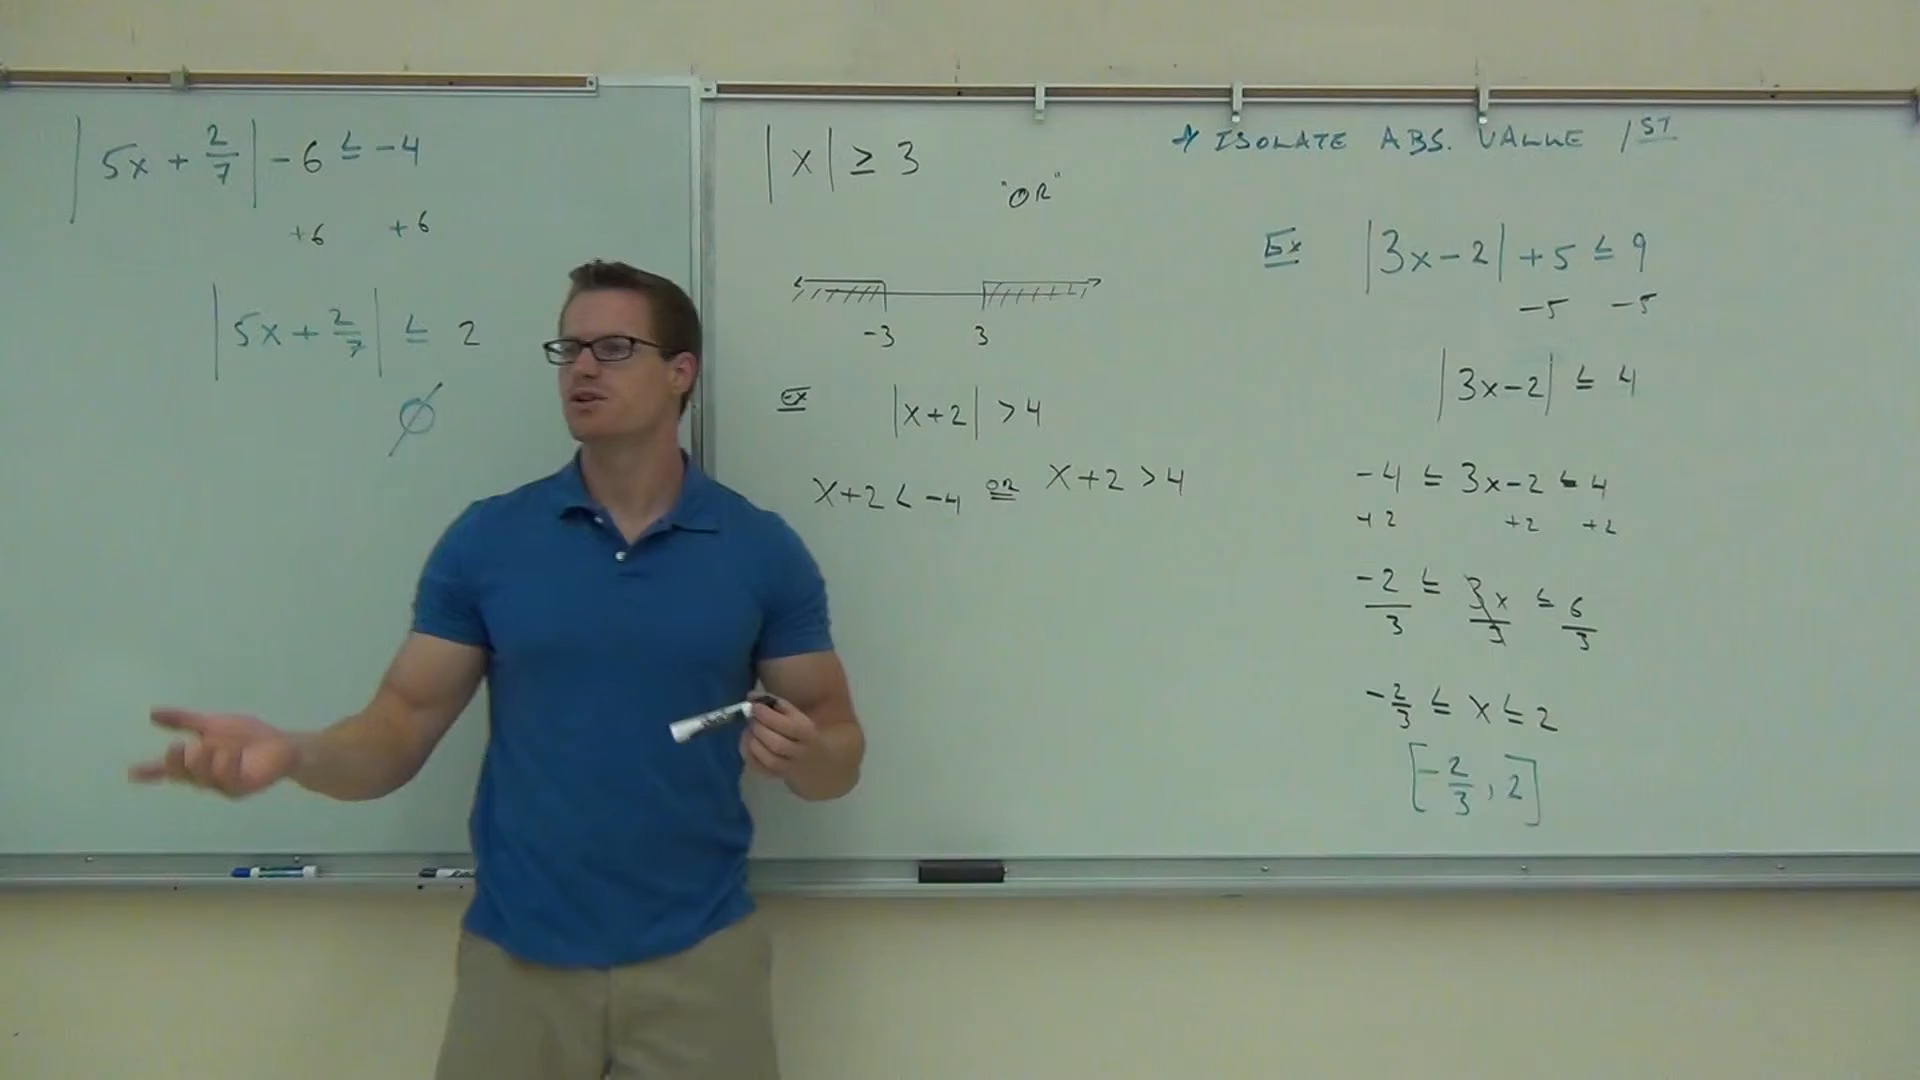 |5x + 2/7| - 6 ≤ -4
+6 +6
|5x + 2/7| ≤ 2
∅
|x| ≥ 3
"OR"
-3 3
Ex |x+2| > 4
x+2 < -4 or x+2 > 4
→ ISOLATE ABS. VALUE 1ST
Ex |3x-2| + 5 ≤ 9
-5 -5
|3x-2| ≤ 4
-4 ≤ 3x-2 ≤ 4
+2 +2 +2
-2/3 ≤ 3x/3 ≤ 6/3
-2/3 ≤ x ≤ 2
[-2/3, 2]